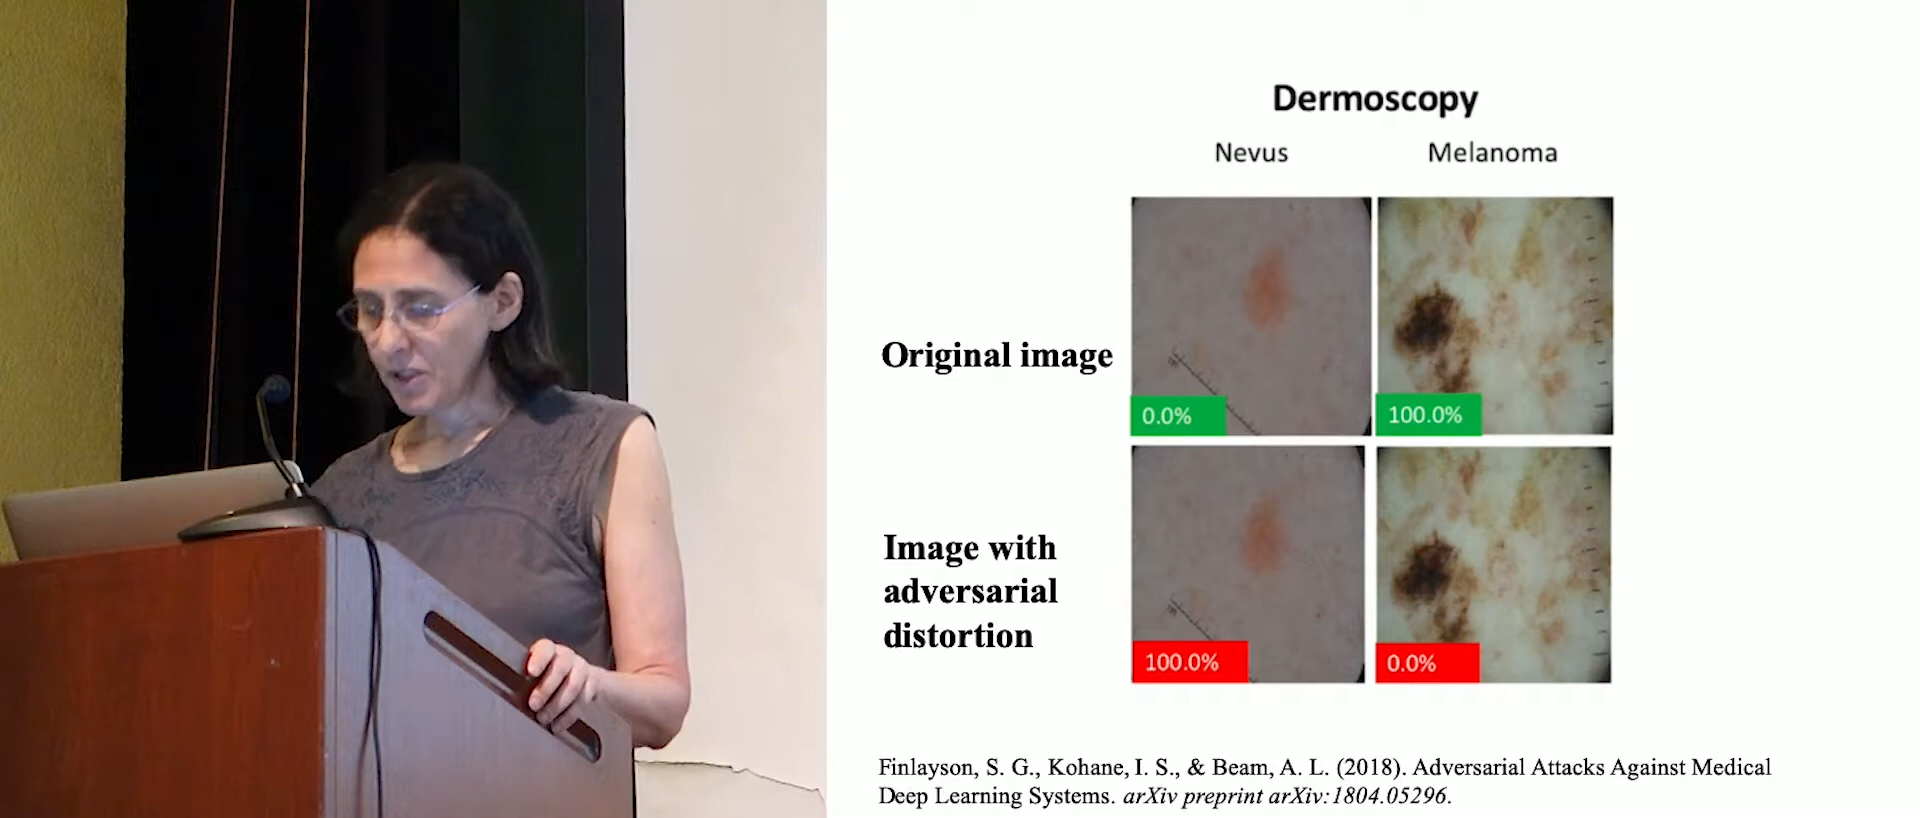 Dermoscopy
Nevus Melanoma
Original image
0.0% 100.0%
Image with
adversarial
distortion
100.0% 0.0%
Finlayson, S. G., Kohane, I. S., & Beam, A. L. (2018). Adversarial Attacks Against Medical
Deep Learning Systems. arXiv preprint arXiv:1804.05296.